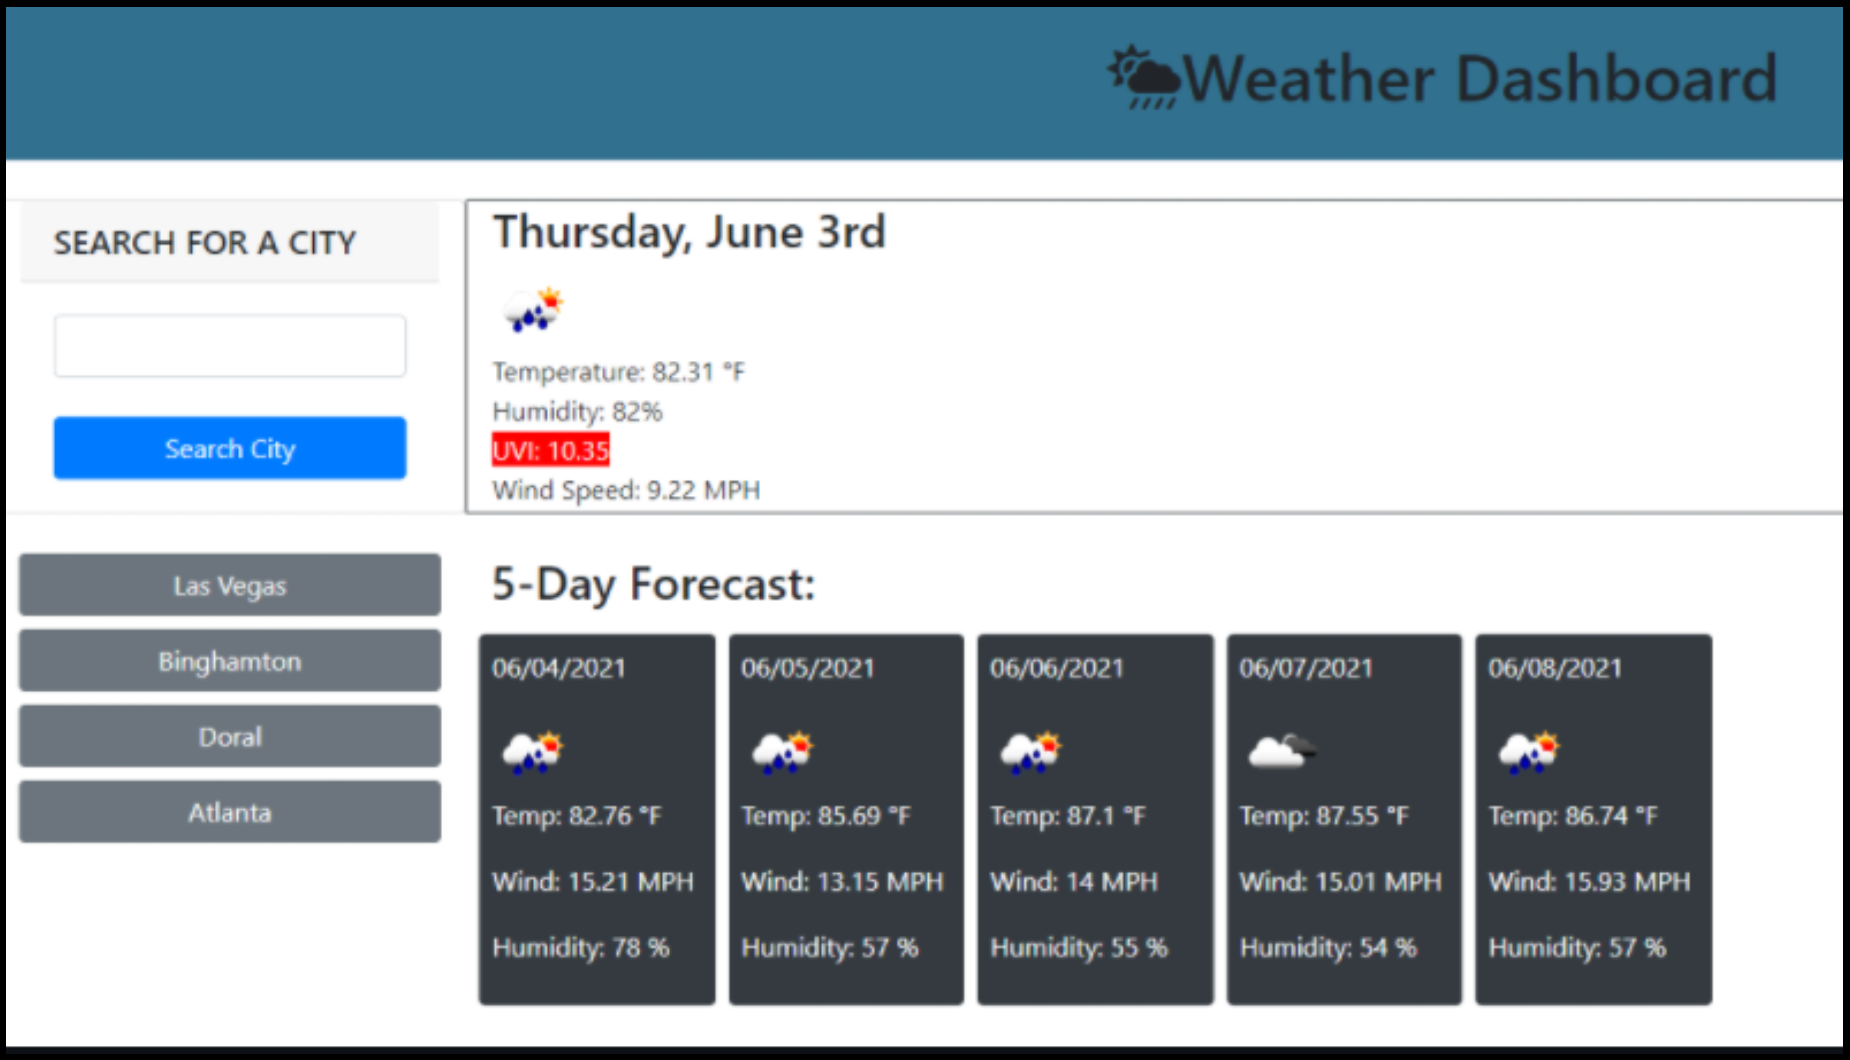 Weather Dashboard
SEARCH FOR A CITY
Search City
Las Vegas
Binghamton
Doral
Atlanta
Thursday, June 3rd
Temperature: 82.31 °F
Humidity: 82%
UVI: 10.35
Wind Speed: 9.22 MPH
5-Day Forecast:
06/04/2021
Temp: 82.76 °F
Wind: 15.21 MPH
Humidity: 78 %
06/05/2021
Temp: 85.69 °F
Wind: 13.15 MPH
Humidity: 57 %
06/06/2021
Temp: 87.1 °F
Wind: 14 MPH
Humidity: 55 %
06/07/2021
Temp: 87.55 °F
Wind: 15.01 MPH
Humidity: 54 %
06/08/2021
Temp: 86.74 °F
Wind: 15.93 MPH
Humidity: 57 %